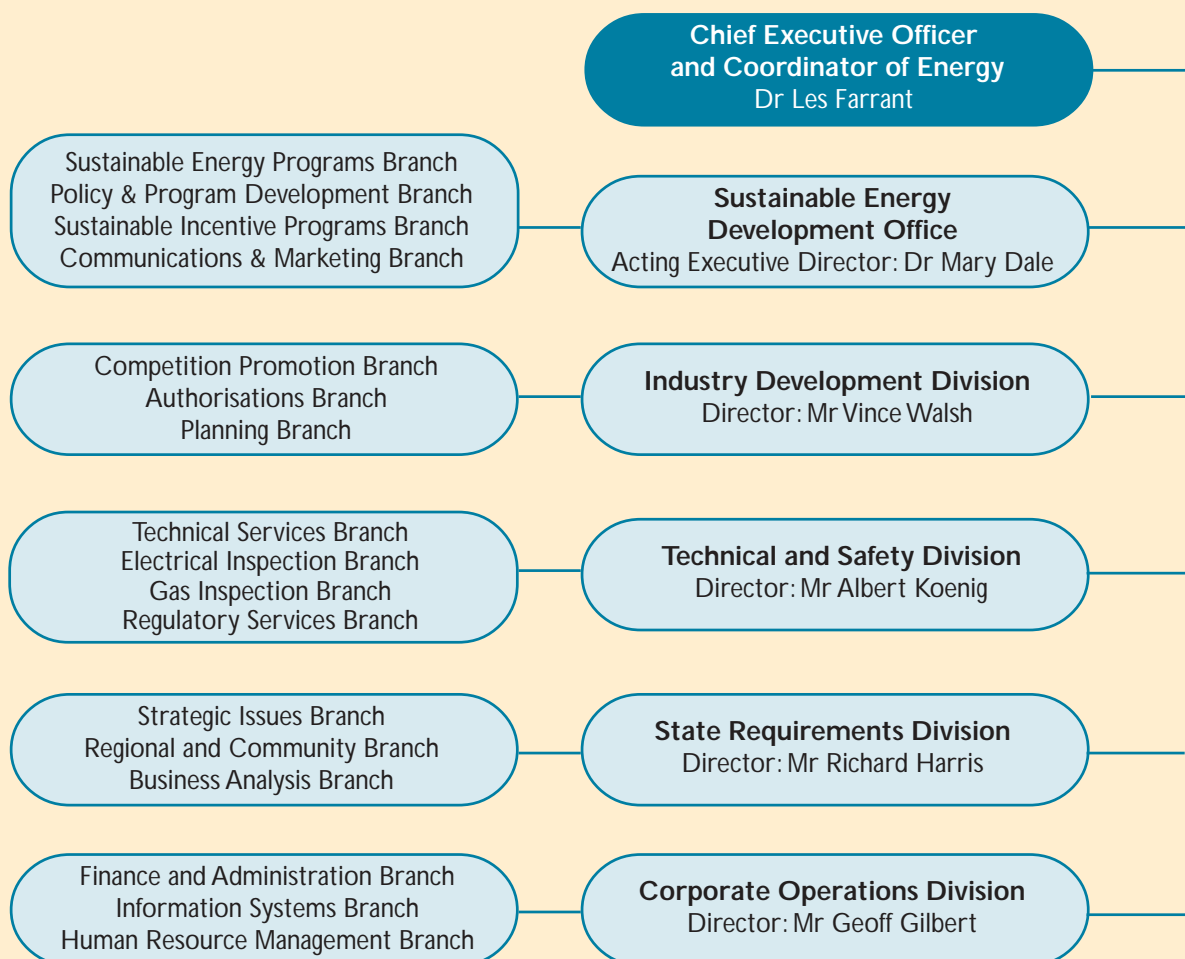 Chief Executive Officer
and Coordinator of Energy
Dr Les Farrant
Sustainable Energy Programs Branch
Policy & Program Development Branch
Sustainable Incentive Programs Branch
Communications & Marketing Branch
Sustainable Energy
Development Office
Acting Executive Director: Dr Mary Dale
Competition Promotion Branch
Authorisations Branch
Planning Branch
Industry Development Division
Director: Mr Vince Walsh
Technical Services Branch
Electrical Inspection Branch
Gas Inspection Branch
Regulatory Services Branch
Technical and Safety Division
Director: Mr Albert Koenig
Strategic Issues Branch
Regional and Community Branch
Business Analysis Branch
State Requirements Division
Director: Mr Richard Harris
Finance and Administration Branch
Information Systems Branch
Human Resource Management Branch
Corporate Operations Division
Director: Mr Geoff Gilbert